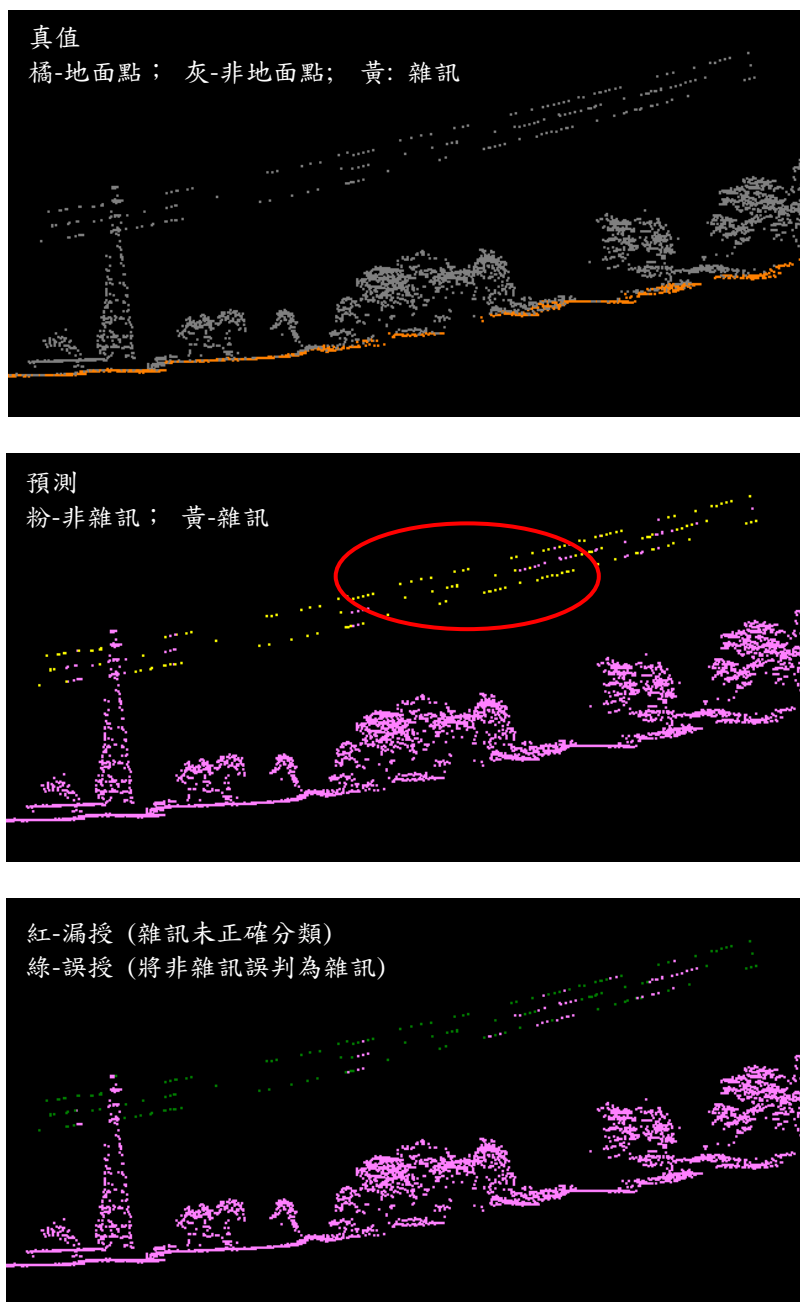 真值
橘-地面點； 灰-非地面點; 黃: 雜訊
預測
粉-非雜訊； 黃-雜訊
紅-漏授 (雜訊未正確分類)
綠-誤授 (將非雜訊誤判為雜訊)